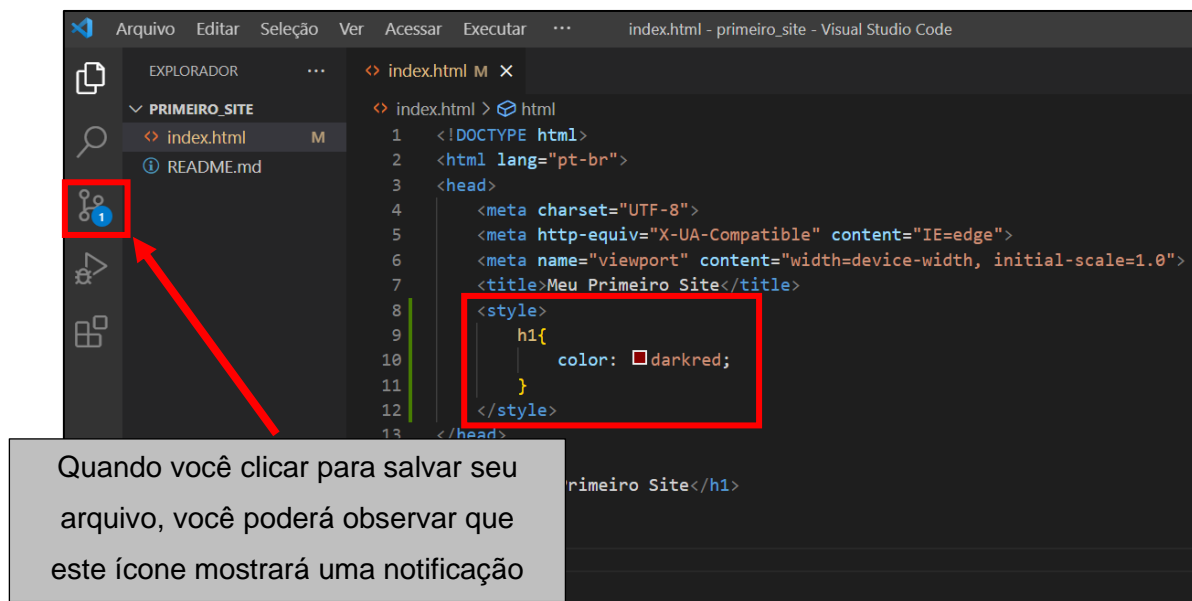 Arquivo Editar Seleção Ver Acessar Executar ··· index.html - primeiro_site - Visual Studio Code
EXPLORADOR ···
PRIMEIRO_SITE
index.html M
README.md
1
index.html M ×
index.html > html
1 <!DOCTYPE html>
2 <html lang="pt-br">
3 <head>
4 <meta charset="UTF-8">
5 <meta http-equiv="X-UA-Compatible" content="IE=edge">
6 <meta name="viewport" content="width=device-width, initial-scale=1.0">
7 <title>Meu Primeiro Site</title>
8 <style>
9 h1{
10 color: darkred;
11 }
12 </style>
13 </head>
Site</h1>
Quando você clicar para salvar seu
arquivo, você poderá observar que
este ícone mostrará uma notificação